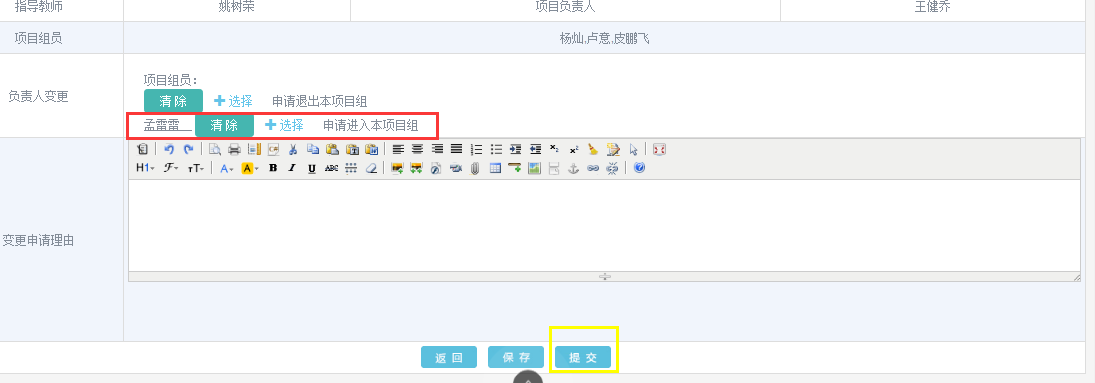 指导教师 姚树荣 项目负责人 王健乔
项目组员 杨灿,卢意,皮鹏飞
项目组员:
负责人变更
清除 选择 申请退出本项目组
孟雷雷 清除 选择 申请进入本项目组
H1 F TT A A B I U ABC
变更申请理由
返回 保存 提交